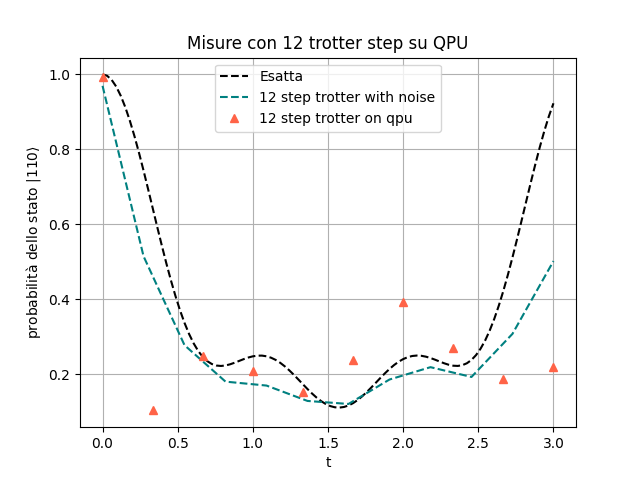 Misure con 12 trotter step su QPU
Esatta
12 step trotter with noise
12 step trotter on qpu
probabilità dello stato |110⟩
1.0
0.8
0.6
0.4
0.2
0.0 0.5 1.0 1.5 2.0 2.5 3.0
t